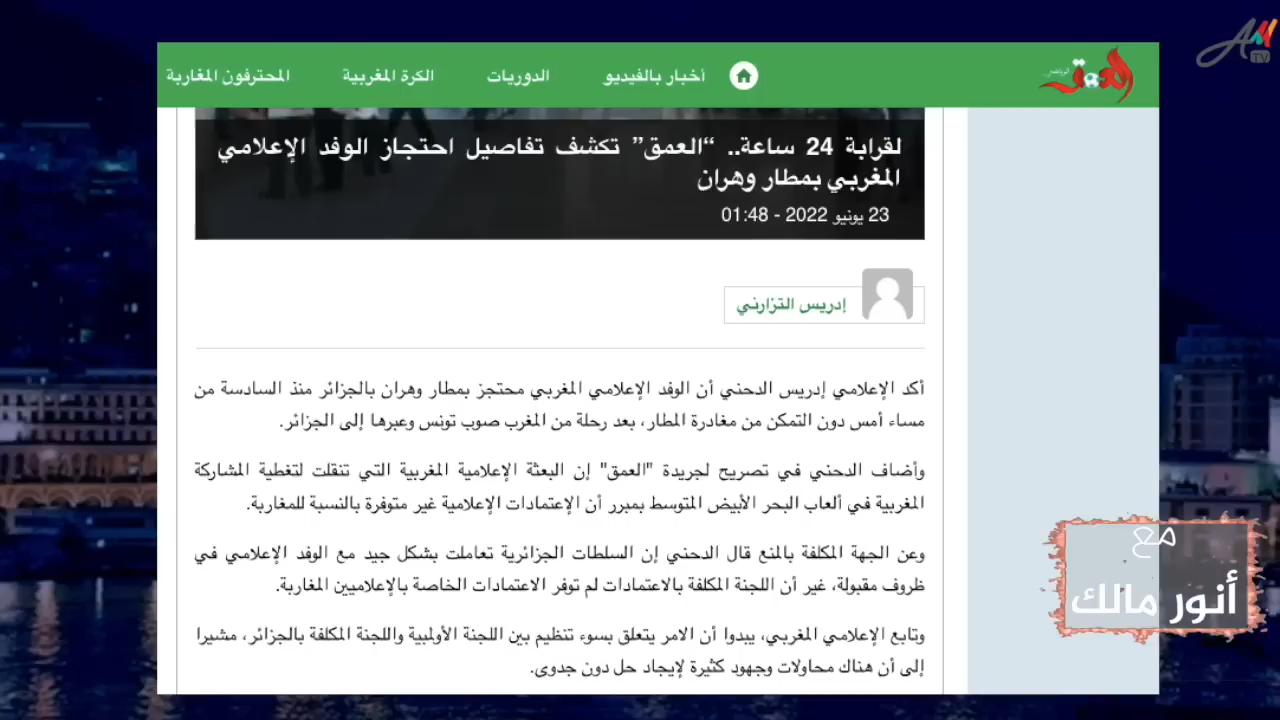 AM TV
العمق الرياضي
أخبار بالفيديو الدوريات الكرة المغربية المحترفون المغاربة
لقرابة 24 ساعة.. “العمق” تكشف تفاصيل احتجاز الوفد الإعلامي
المغربي بمطار وهران
23 يونيو 2022 - 01:48
إدريس التزارني
أكد الإعلامي إدريس الدحني أن الوفد الإعلامي المغربي محتجز بمطار وهران بالجزائر منذ السادسة من
مساء أمس دون التمكن من مغادرة المطار، بعد رحلة من المغرب صوب تونس وعبرها إلى الجزائر.
وأضاف الدحني في تصريح لجريدة "العمق" إن البعثة الإعلامية المغربية التي تنقلت لتغطية المشاركة
المغربية في ألعاب البحر الأبيض المتوسط بمبرر أن الإعتمادات الإعلامية غير متوفرة بالنسبة للمغاربة.
وعن الجهة المكلفة بالمنع قال الدحني إن السلطات الجزائرية تعاملت بشكل جيد مع الوفد الإعلامي في
ظروف مقبولة، غير أن اللجنة المكلفة بالاعتمادات لم توفر الاعتمادات الخاصة بالإعلاميين المغاربة.
وتابع الإعلامي المغربي، يبدوا أن الامر يتعلق بسوء تنظيم بين اللجنة الأولمبية واللجنة المكلفة بالجزائر، مشيرا
إلى أن هناك محاولات وجهود كثيرة لإيجاد حل دون جدوى.
مع
أنور مالك